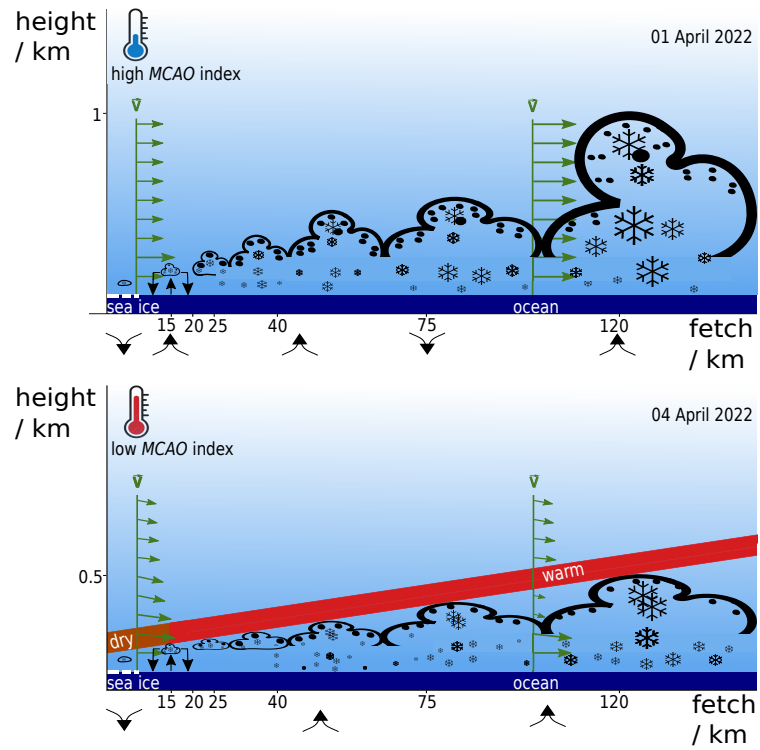 height
/ km
high MCAO index
01 April 2022
1
V
V
sea ice
ocean
15 20 25 40 75 120
fetch
/ km
height
/ km
low MCAO index
04 April 2022
V
V
0.5
warm
dry
sea ice
ocean
15 20 25 40 75 120
fetch
/ km